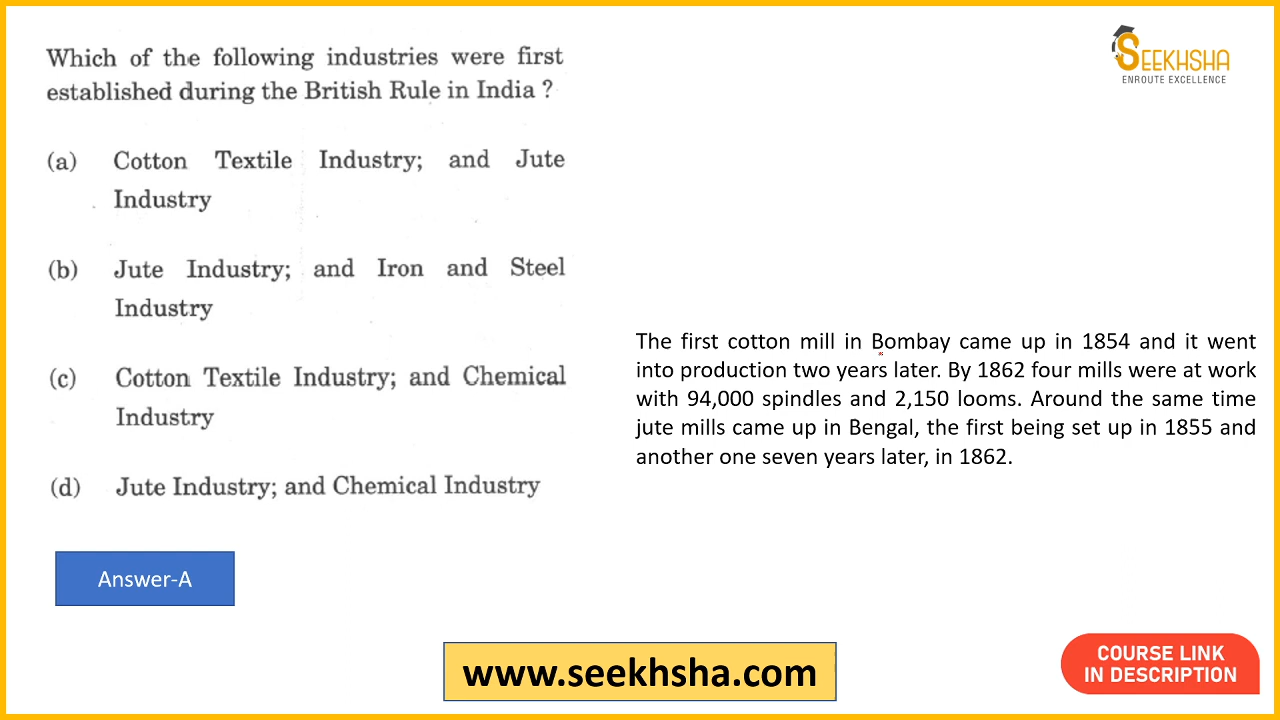 Which of the following industries were first
established during the British Rule in India ?
(a) Cotton Textile Industry; and Jute
Industry
(b) Jute Industry; and Iron and Steel
Industry
(c) Cotton Textile Industry; and Chemical
Industry
(d) Jute Industry; and Chemical Industry
Answer-A
SEEKHSHA
ENROUTE EXCELLENCE
The first cotton mill in Bombay came up in 1854 and it went
into production two years later. By 1862 four mills were at work
with 94,000 spindles and 2,150 looms. Around the same time
jute mills came up in Bengal, the first being set up in 1855 and
another one seven years later, in 1862.
www.seekhsha.com
COURSE LINK
IN DESCRIPTION